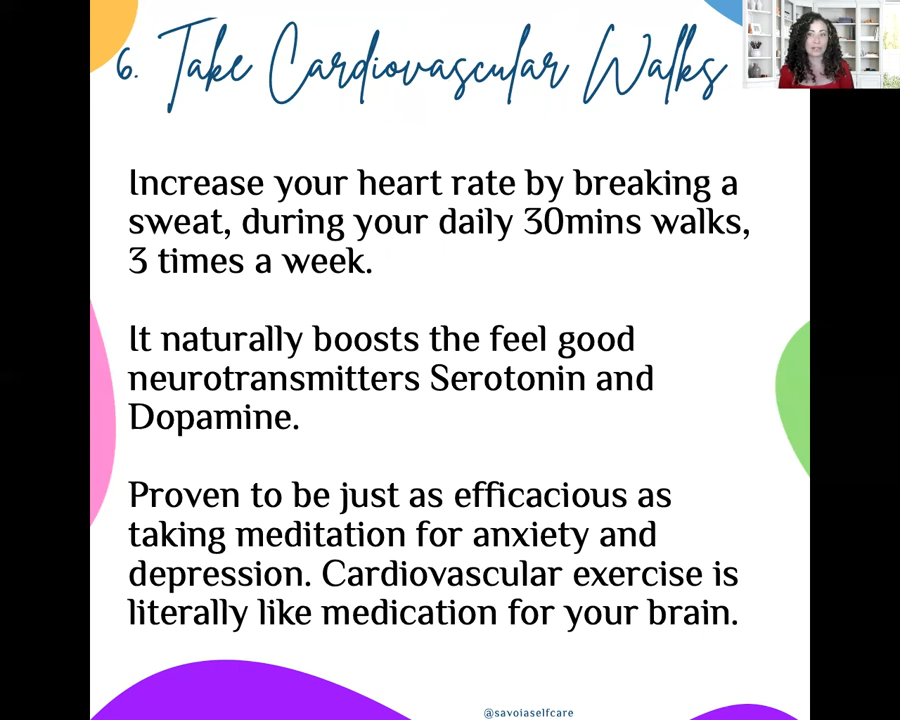 6. Take Cardiovascular Walks
Increase your heart rate by breaking a
sweat, during your daily 30mins walks,
3 times a week.
It naturally boosts the feel good
neurotransmitters Serotonin and
Dopamine.
Proven to be just as efficacious as
taking meditation for anxiety and
depression. Cardiovascular exercise is
literally like medication for your brain.
@savoiaselfcare